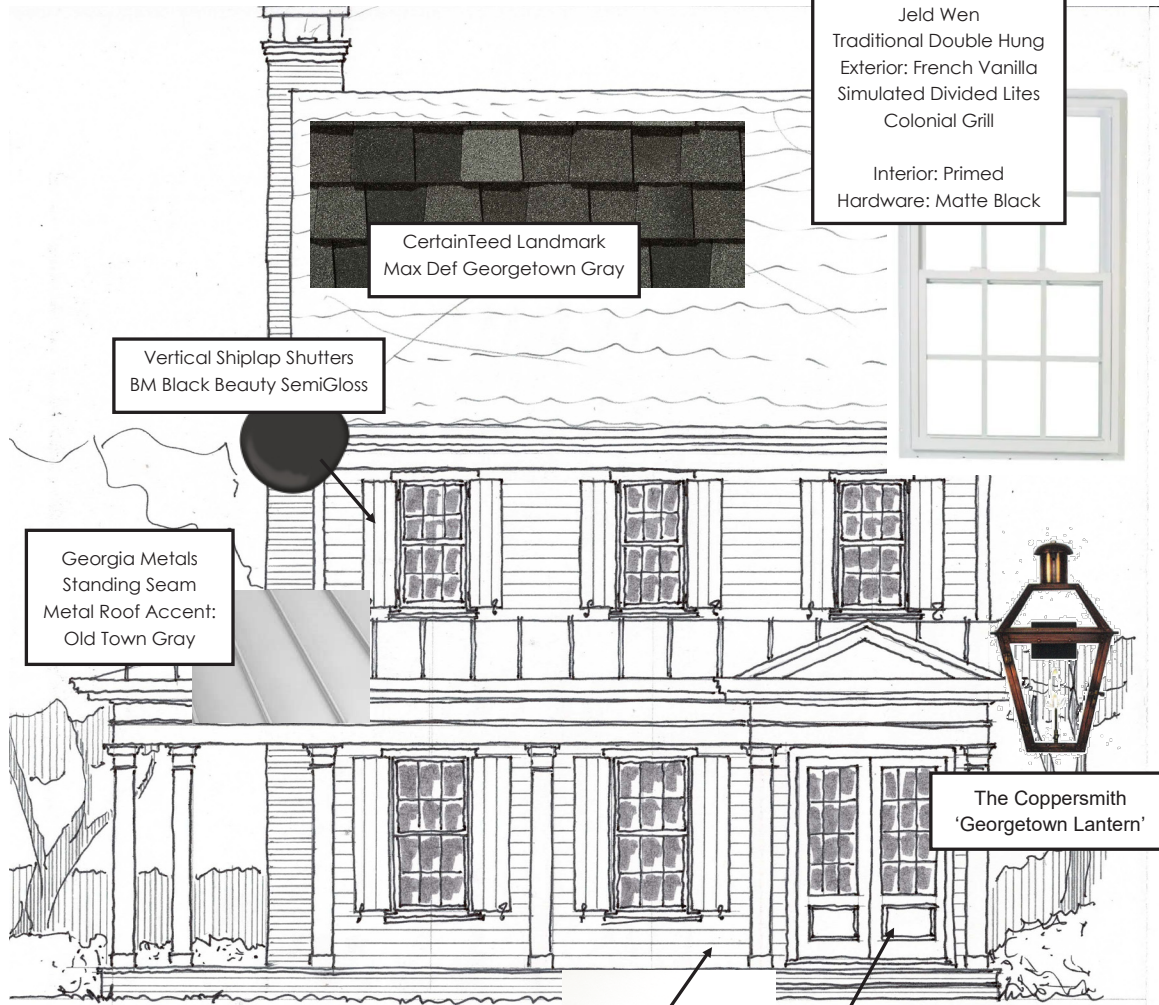 Jeld Wen
Traditional Double Hung
Exterior: French Vanilla
Simulated Divided Lites
Colonial Grill
Interior: Primed
Hardware: Matte Black
CertainTeed Landmark
Max Def Georgetown Gray
Vertical Shiplap Shutters
BM Black Beauty SemiGloss
Georgia Metals
Standing Seam
Metal Roof Accent:
Old Town Gray
The Coppersmith
‘Georgetown Lantern’